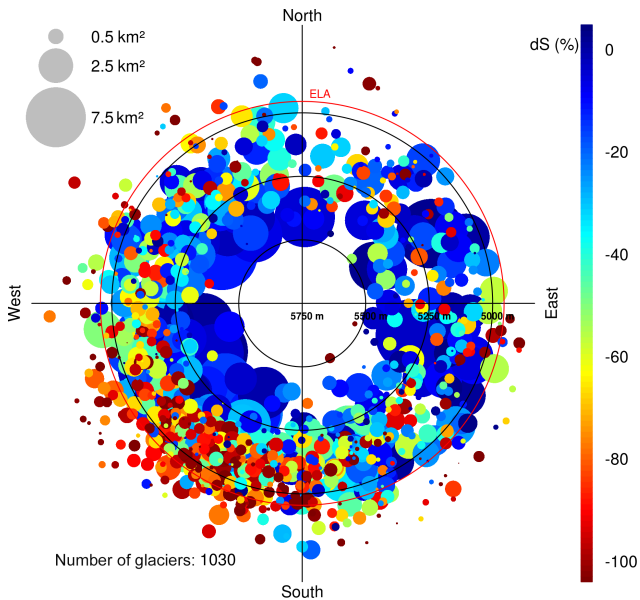 North
dS (%)
0.5 km²
2.5 km²
7.5 km²
ELA
0
-20
-40
-60
-80
-100
West
East
5750 m
5500 m
5250 m
5000 m
Number of glaciers: 1030
South